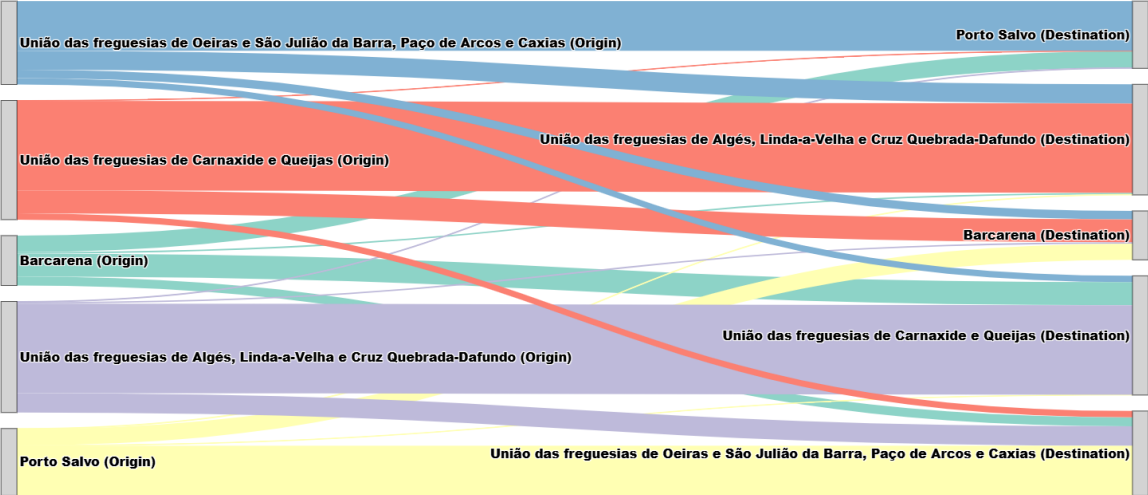 União das freguesias de Oeiras e São Julião da Barra, Paço de Arcos e Caxias (Origin)
União das freguesias de Carnaxide e Queijas (Origin)
Barcarena (Origin)
União das freguesias de Algés, Linda-a-Velha e Cruz Quebrada-Dafundo (Origin)
Porto Salvo (Origin)
Porto Salvo (Destination)
União das freguesias de Algés, Linda-a-Velha e Cruz Quebrada-Dafundo (Destination)
Barcarena (Destination)
União das freguesias de Carnaxide e Queijas (Destination)
União das freguesias de Oeiras e São Julião da Barra, Paço de Arcos e Caxias (Destination)